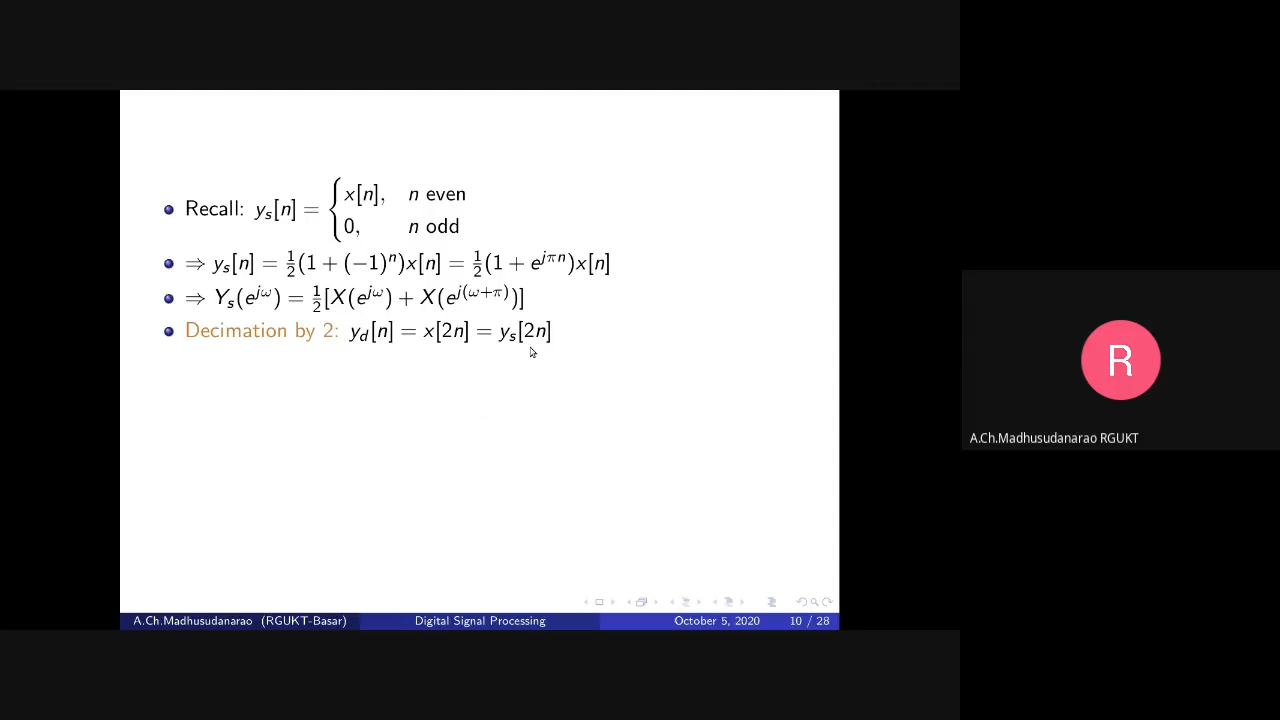 Recall: y_s[n] = { x[n], n even
0, n odd
⇒ y_s[n] = 1/2(1 + (−1)^n)x[n] = 1/2(1 + e^{jπn})x[n]
⇒ Y_s(e^{jω}) = 1/2[X(e^{jω}) + X(e^{j(ω+π)})]
Decimation by 2: y_d[n] = x[2n] = y_s[2n]
R
A.Ch.Madhusudanarao RGUKT
A.Ch.Madhusudanarao (RGUKT-Basar) Digital Signal Processing October 5, 2020 10 / 28